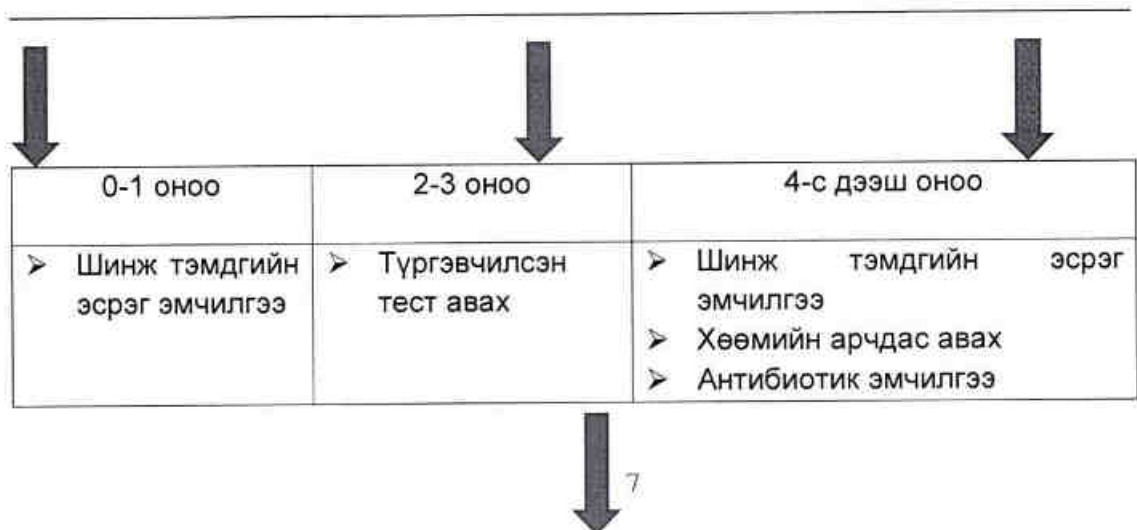 0-1 оноо
2-3 оноо
4-с дээш оноо
➢ Шинж тэмдгийн
эсрэг эмчилгээ
➢ Түргэвчилсэн
тест авах
➢ Шинж тэмдгийн эсрэг
эмчилгээ
➢ Хөөмийн арчдас авах
➢ Антибиотик эмчилгээ
7